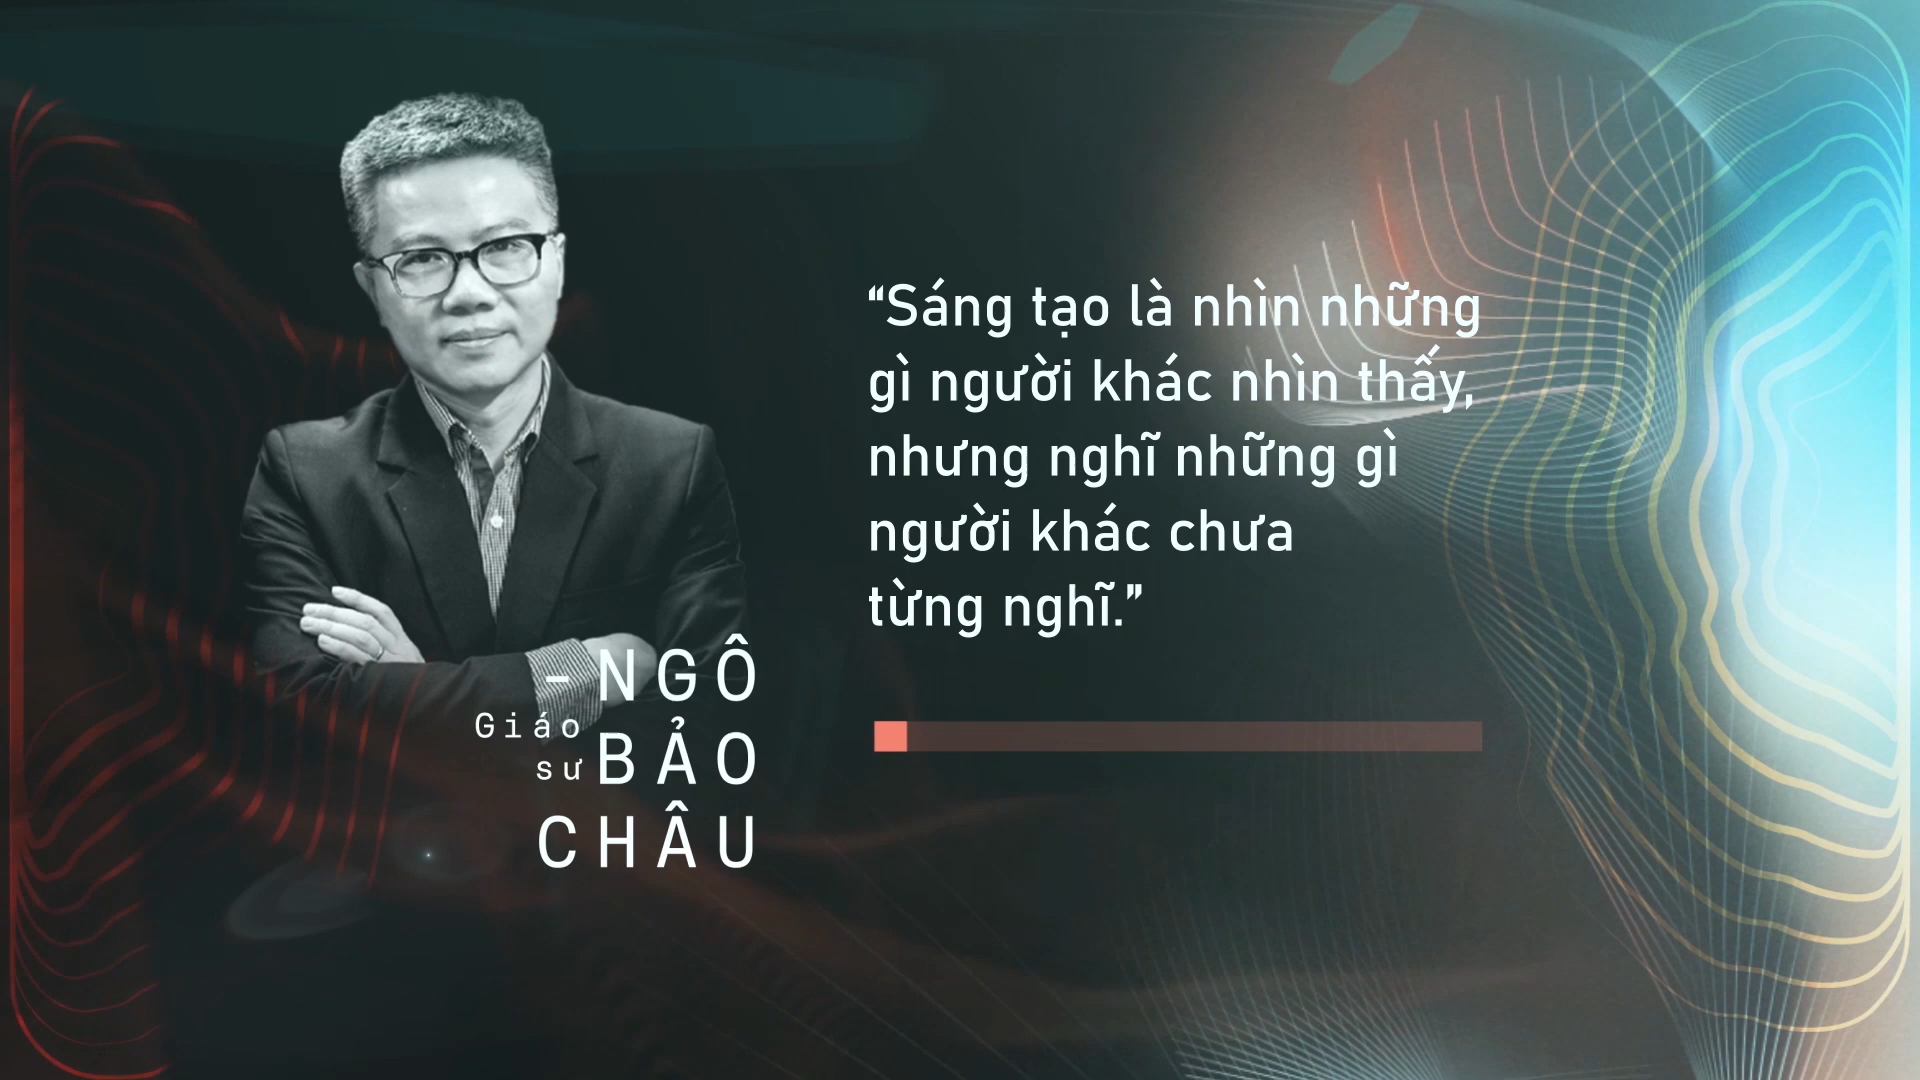 “Sáng tạo là nhìn những
gì người khác nhìn thấy,
nhưng nghĩ những gì
người khác chưa
từng nghĩ.”
- NGÔ
Giáo
sư BẢO
CHÂU